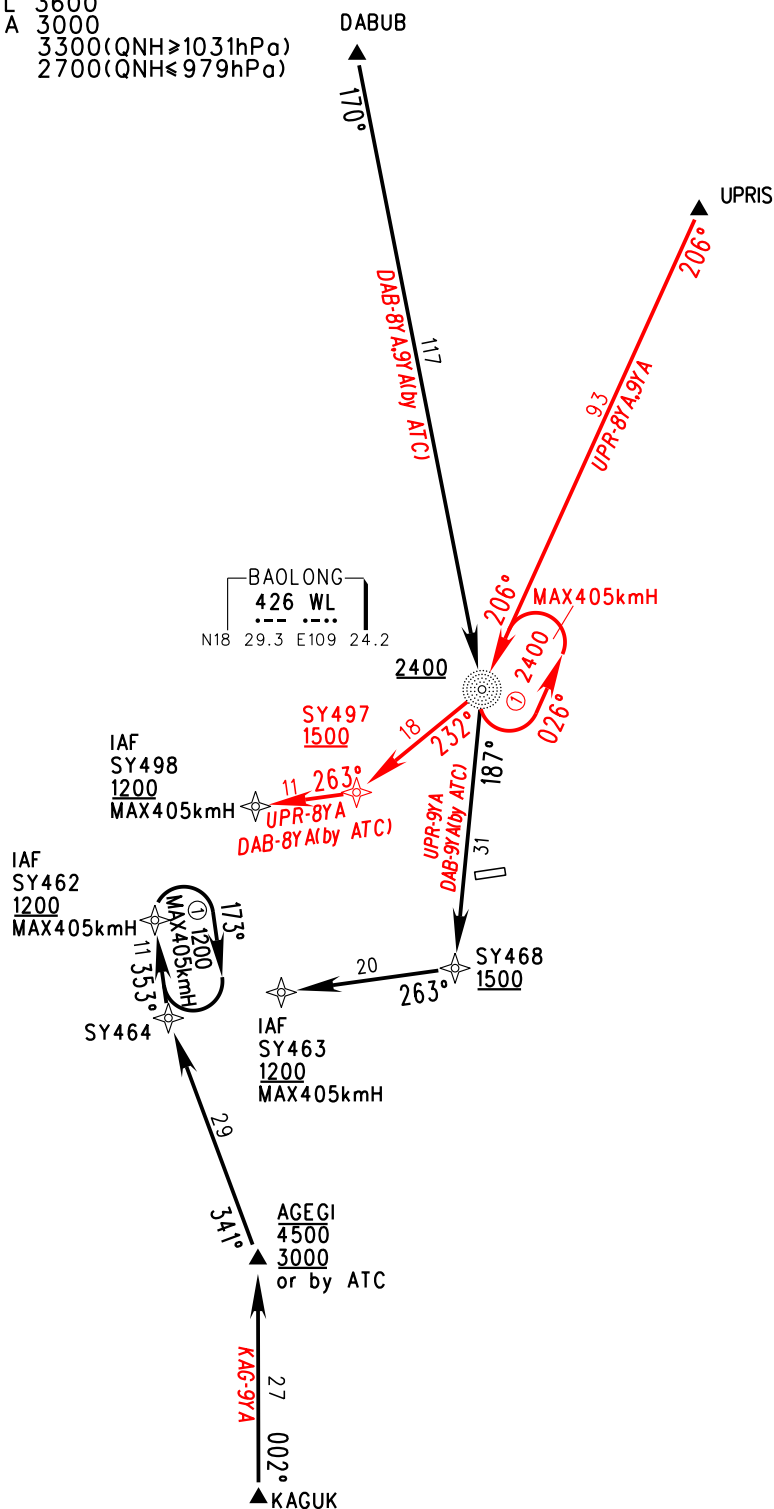 L 3600
A 3000
3300(QNH≥1031hPa)
2700(QNH≤979hPa)
DABUB
170°
UPRIS
206°
DAB-8YA,9YA(by ATC)
117
93
UPR-8YA,9YA
BAOLONG
426 WL
N18 29.3 E109 24.2
206°
MAX405kmH
① 2400
026°
2400
SY497
1500
18
232°
187°
IAF
SY498
1200
MAX405kmH
11
263°
UPR-8YA
DAB-8YA(by ATC)
UPR-9YA
DAB-9YA(by ATC)
31
IAF
SY462
1200
MAX405kmH
① 1200
MAX405kmH
173°
11
353°
SY464
SY468
1500
20
263°
IAF
SY463
1200
MAX405kmH
29
341°
AGEGI
4500
3000
or by ATC
KAG-9YA
27
002°
KAGUK